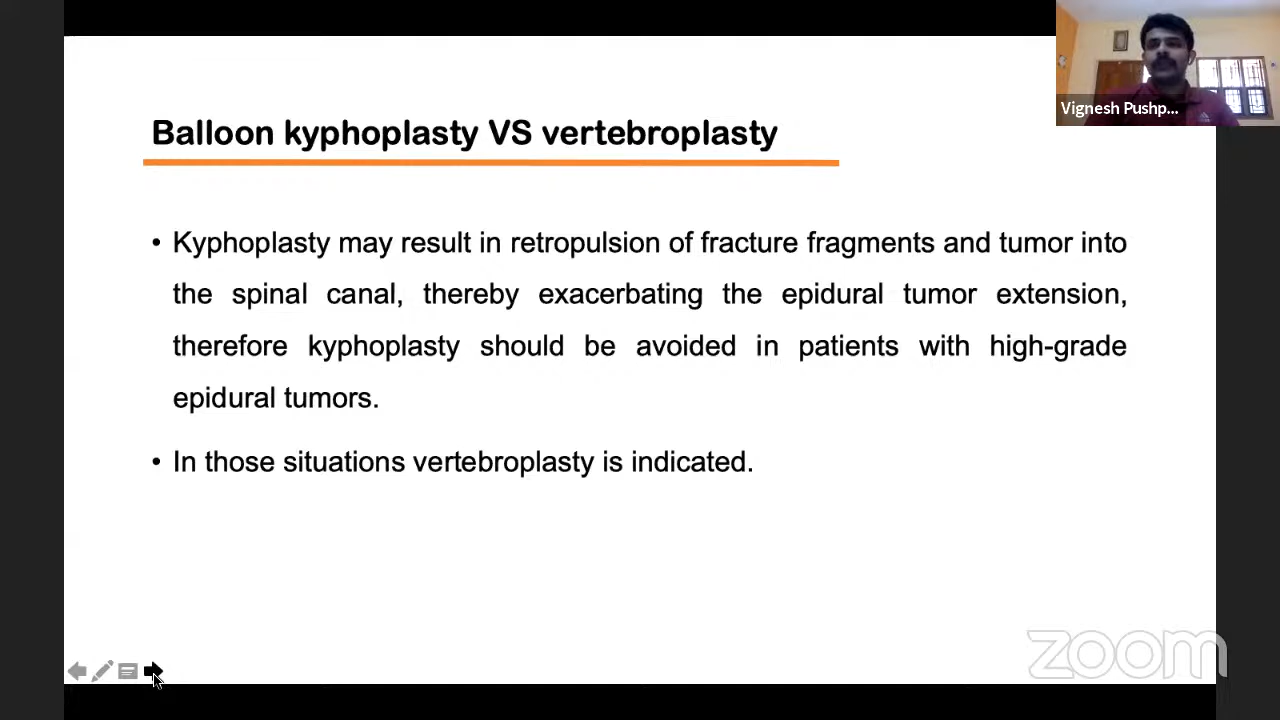 Vignesh Pushp...
Balloon kyphoplasty VS vertebroplasty
• Kyphoplasty may result in retropulsion of fracture fragments and tumor into
the spinal canal, thereby exacerbating the epidural tumor extension,
therefore kyphoplasty should be avoided in patients with high-grade
epidural tumors.
• In those situations vertebroplasty is indicated.
zoom